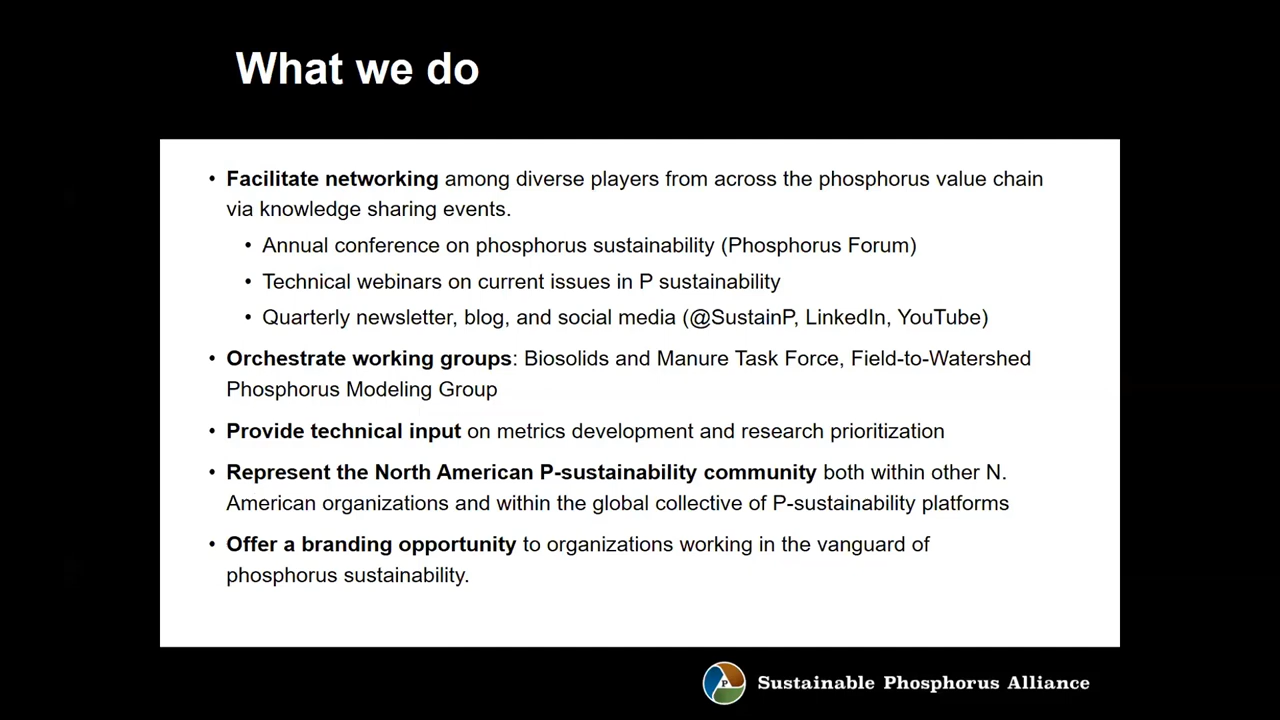 What we do
• Facilitate networking among diverse players from across the phosphorus value chain
via knowledge sharing events.
• Annual conference on phosphorus sustainability (Phosphorus Forum)
• Technical webinars on current issues in P sustainability
• Quarterly newsletter, blog, and social media (@SustainP, LinkedIn, YouTube)
• Orchestrate working groups: Biosolids and Manure Task Force, Field-to-Watershed
Phosphorus Modeling Group
• Provide technical input on metrics development and research prioritization
• Represent the North American P-sustainability community both within other N.
American organizations and within the global collective of P-sustainability platforms
• Offer a branding opportunity to organizations working in the vanguard of
phosphorus sustainability.
P Sustainable Phosphorus Alliance